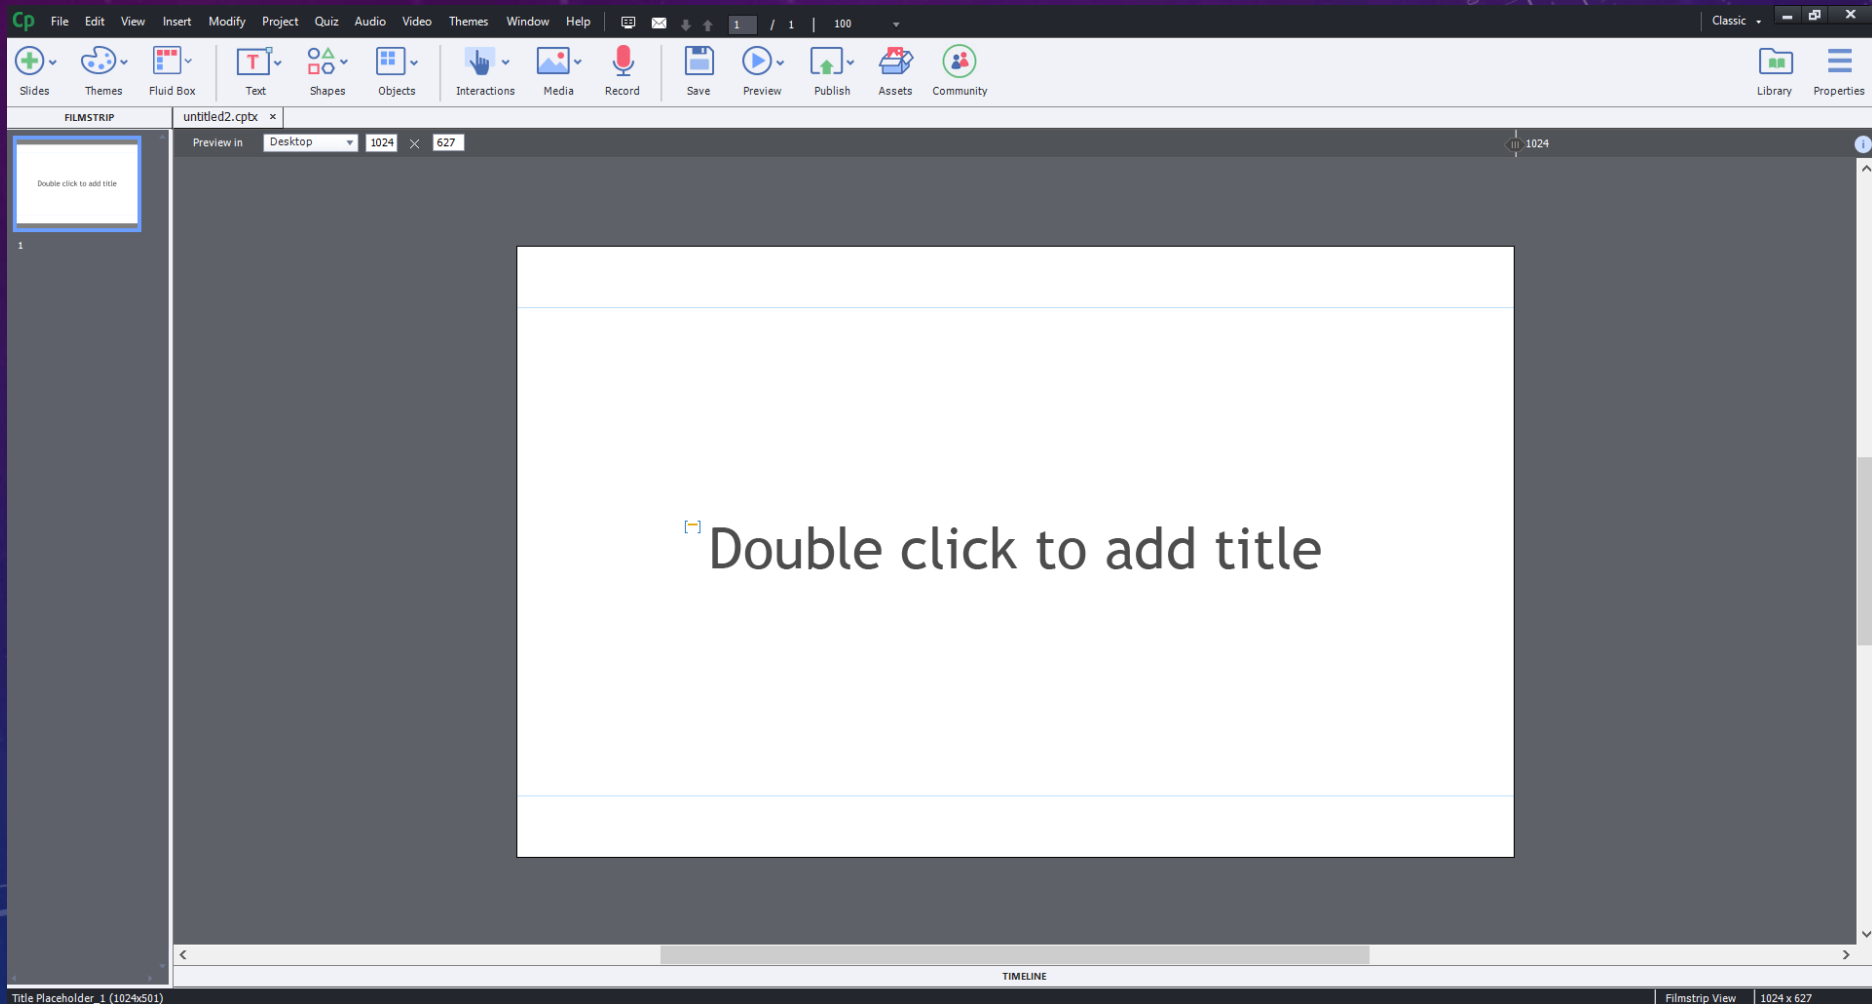 Cp File Edit View Insert Modify Project Quiz Audio Video Themes Window Help 1 / 1 | 100 Classic
Slides Themes Fluid Box Text Shapes Objects Interactions Media Record Save Preview Publish Assets Community Library Properties
FILMSTRIP untitled2.cptx ×
Preview in Desktop 1024 × 627 1024
Double click to add title
1
Double click to add title
TIMELINE
Title Placeholder_1 (1024x501) Filmstrip View 1024 x 627